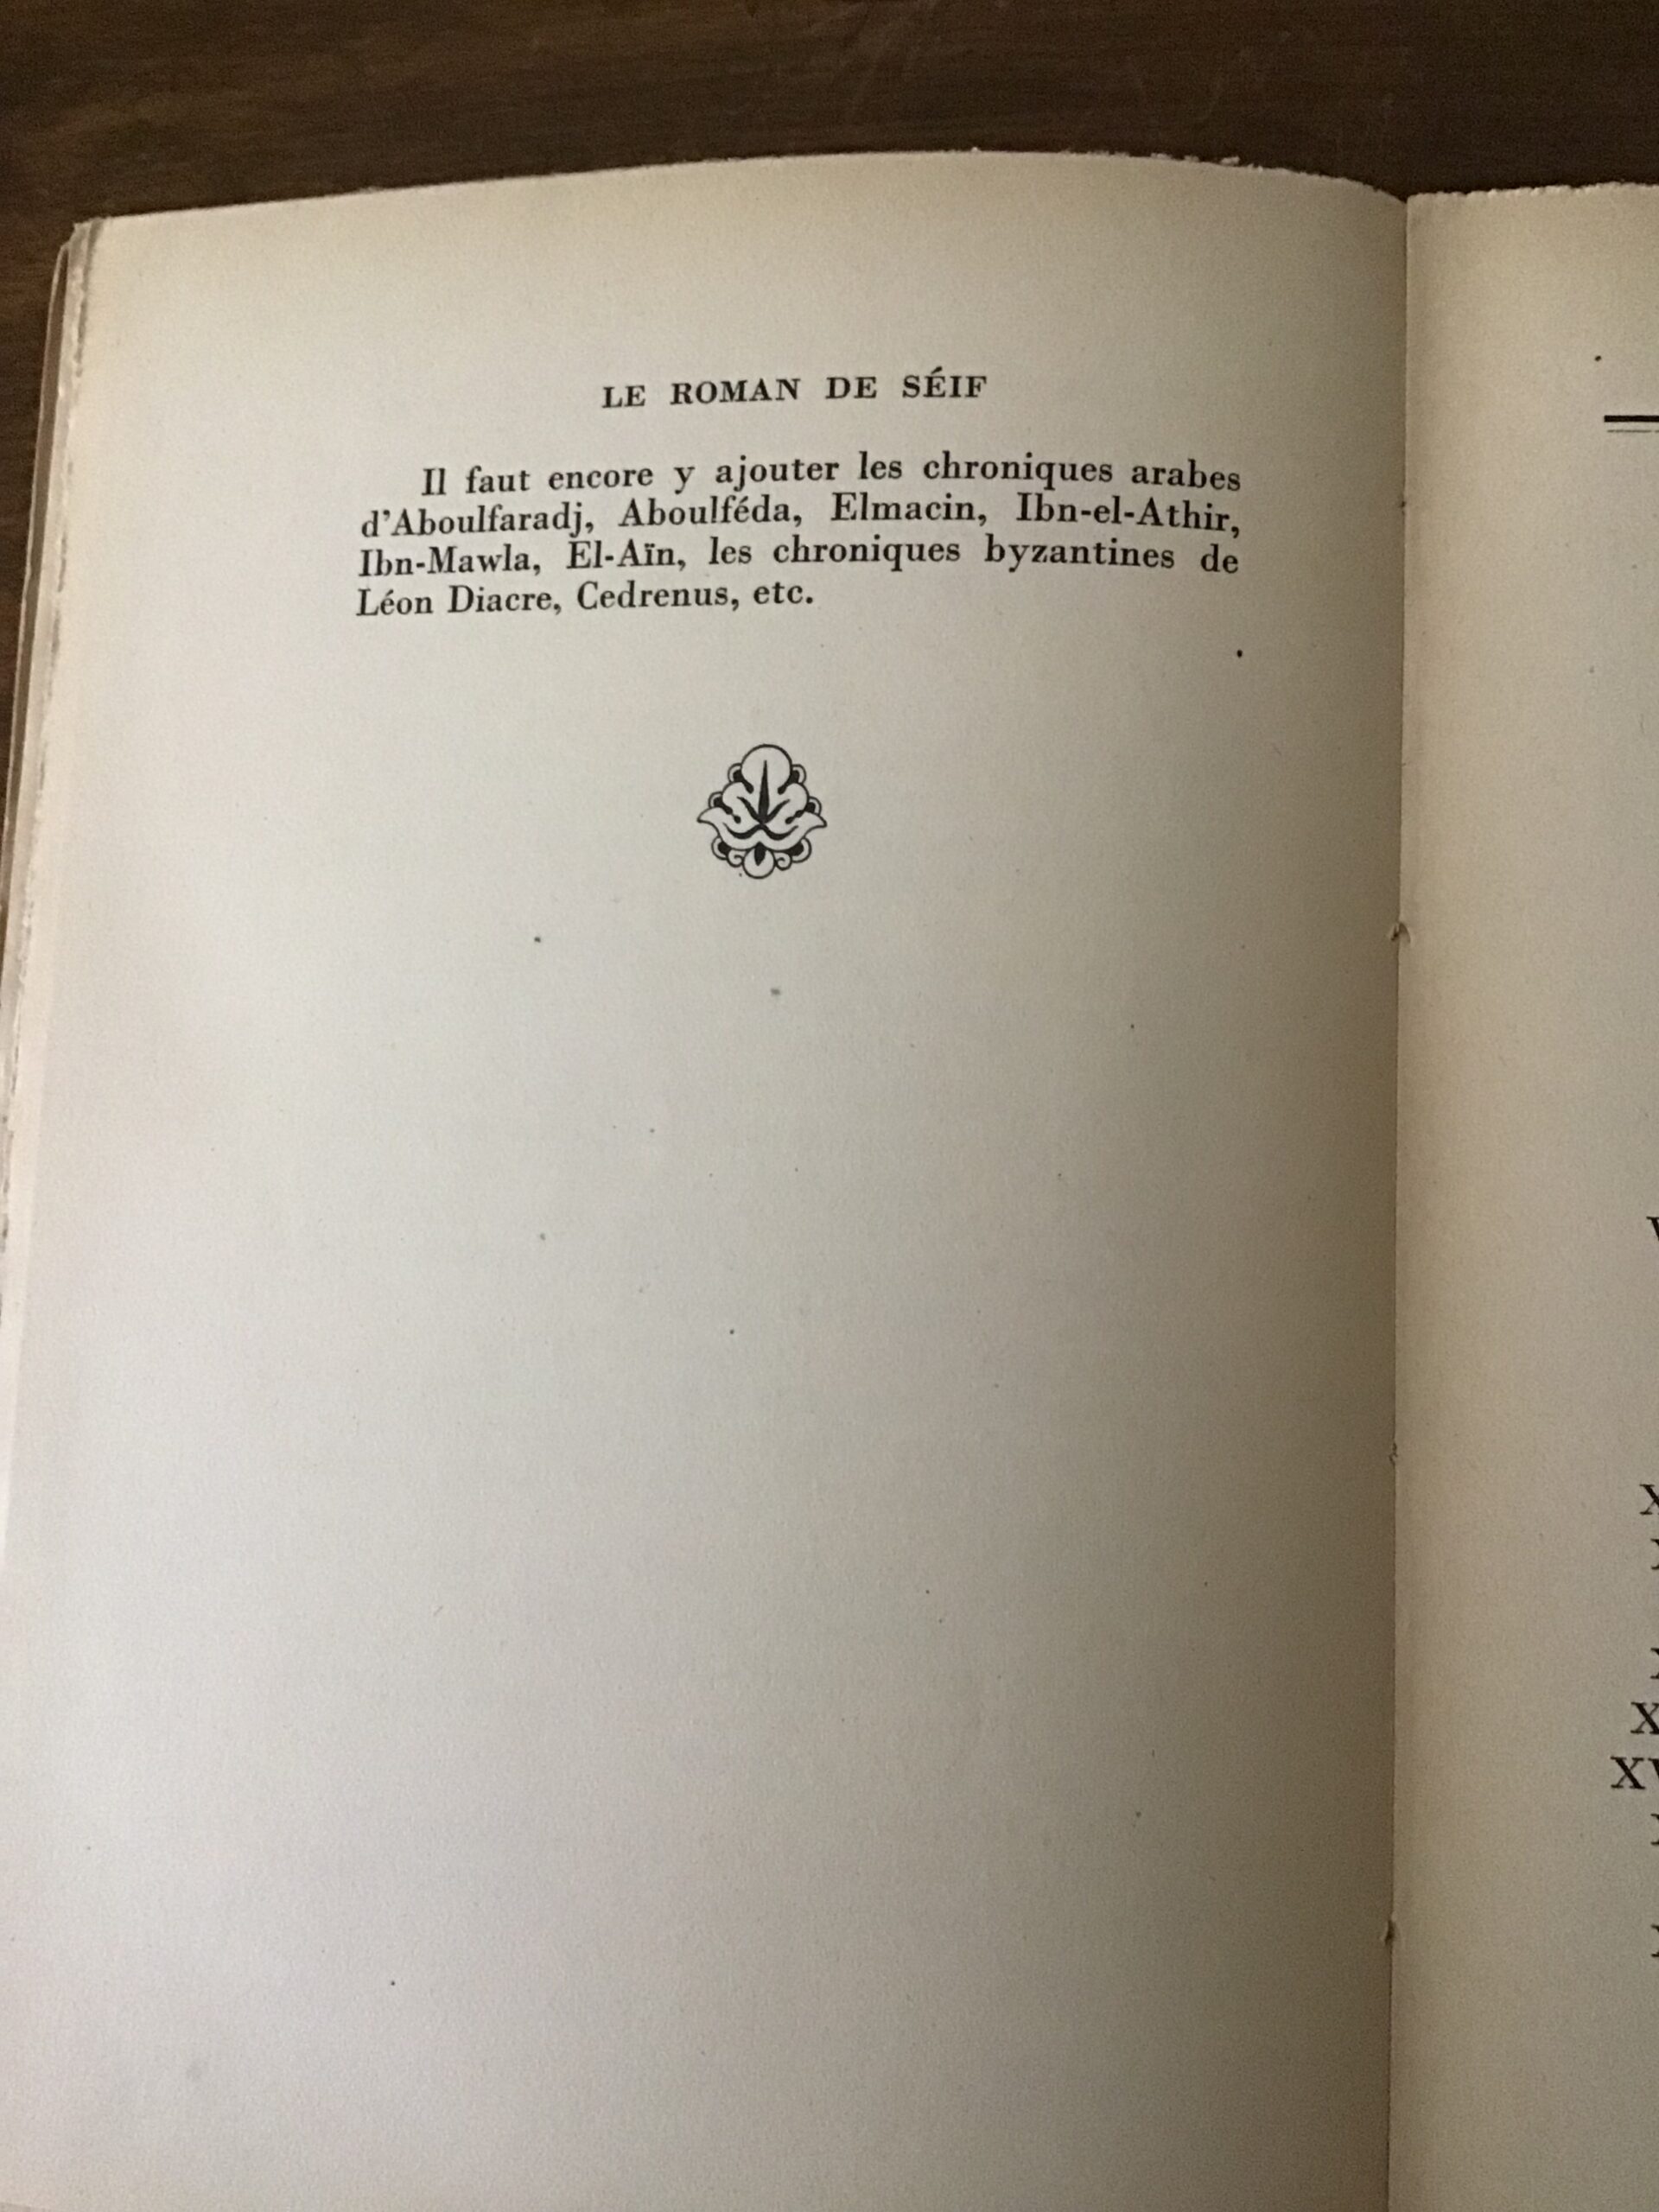 LE ROMAN DE SÉIF
Il faut encore y ajouter les chroniques arabes
d'Aboulfaradj, Aboulféda, Elmacin, Ibn-el-Athir,
Ibn-Mawla, El-Aïn, les chroniques byzantines de
Léon Diacre, Cedrenus, etc.